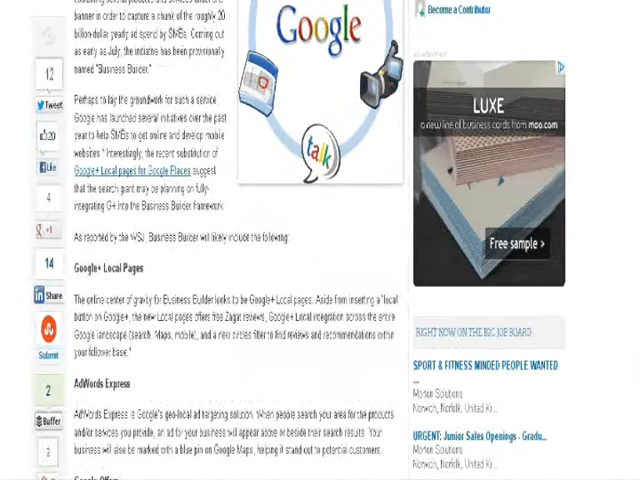 banner in order to capture a chunk of the roughly 20
billion-dollar yearly ad spend by SMBs. Coming out
as early as July, the initiative has been provisionally
named "Business Builder."
Perhaps to lay the groundwork for such a service,
Google has launched several initiatives over the past
year to help SMBs to get online and develop mobile
websites. Interestingly, the recent substitution of
Google+ Local pages for Google Places suggest
that the search giant may be planning on fully-
integrating G+ into the Business Builder framework.
As reported by the WSJ, Business Builder will likely include the following:
Google+ Local Pages
The online center of gravity for Business Builder looks to be Google+ Local pages. Aside from inserting a "local
button on Google+, the new Local pages offers free Zagat reviews, Google+ Local integration across the entire
Google landscape (search, Maps, mobile), and a new circles filter to find reviews and recommendations within
your follower base."
AdWords Express
AdWords Express is Google's geo-local ad targeting solution. When people search your area for the products
and/or services you provide, an ad for your business will appear above or beside their search results. Your
business will also be marked with a blue pin on Google Maps, helping it stand out to potential customers.
12
Tweet
20
Like
4
+1
14
in Share
Submit
2
Buffer
2
Google
talk
Become a Contributor
LUXE
a new line of business cards from moo.com
Free sample >
RIGHT NOW ON THE B2C JOB BOARD
SPORT & FITNESS MINDED PEOPLE WANTED
...
Morton Solutions
Norwich, Norfolk, United Ki...
URGENT: Junior Sales Openings - Gradu...
Morton Solutions
Norwich, Norfolk, United Ki...